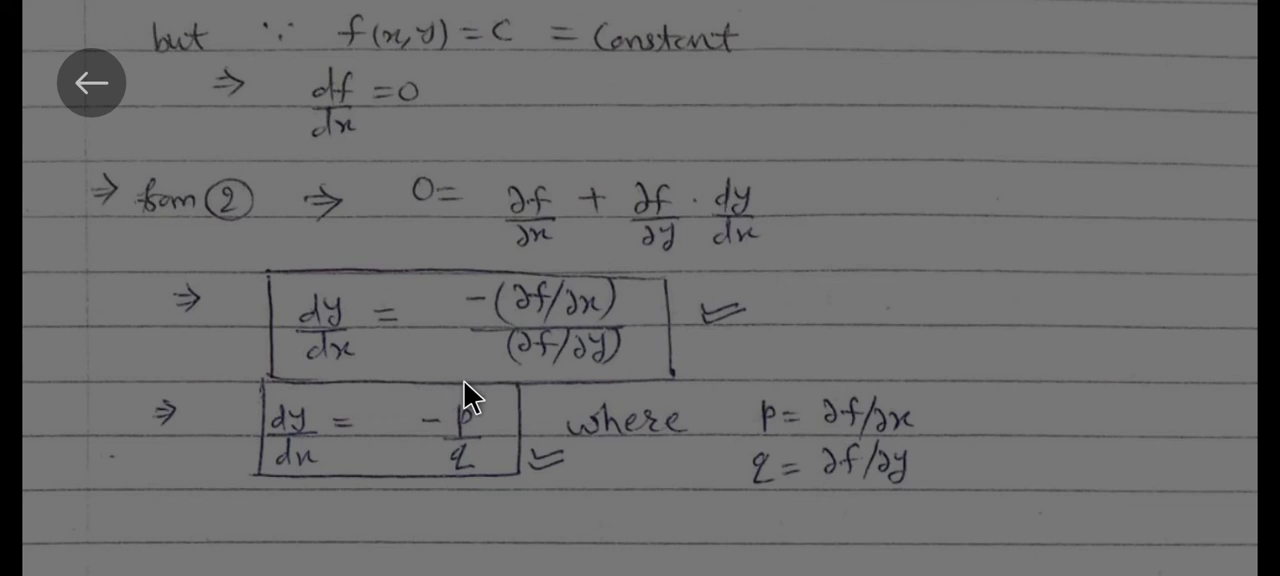 but ∵ f(x,y) = C = Constant
⇒ df/dx = 0
⇒ from ② ⇒ 0 = ∂f/∂x + ∂f/∂y · dy/dx
⇒ dy/dx = -(∂f/∂x)/(∂f/∂y)
⇒ dy/dx = -p/q where p = ∂f/∂x
q = ∂f/∂y